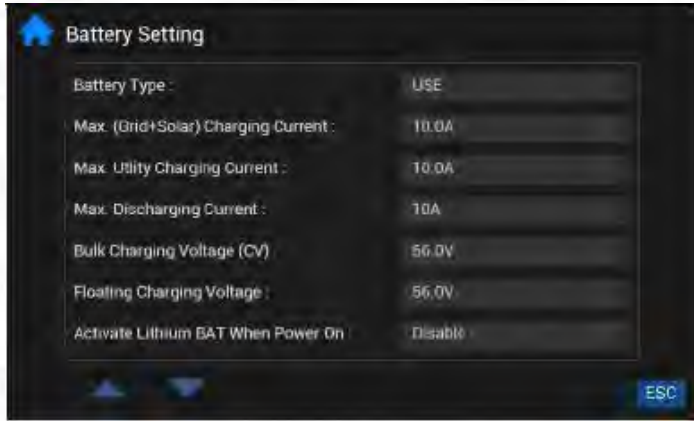 Battery Setting
Battery Type : USE
Max. (Grid+Solar) Charging Current : 10.0A
Max. Utlity Charging Current : 10.0A
Max. Discharging Current : 10A
Bulk Charging Voltage (CV) 56.0V
Floating Charging Voltage : 56.0V
Activate Lithium BAT When Power On Disable
ESC